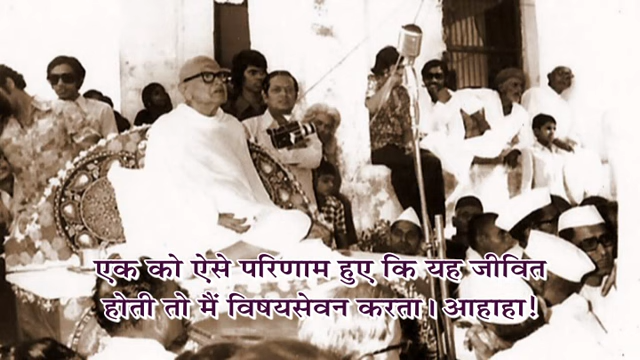 एक को ऐसे परिणाम हुए कि यह जीवित
होती तो मैं विषयसेवन करता। आहाहा!